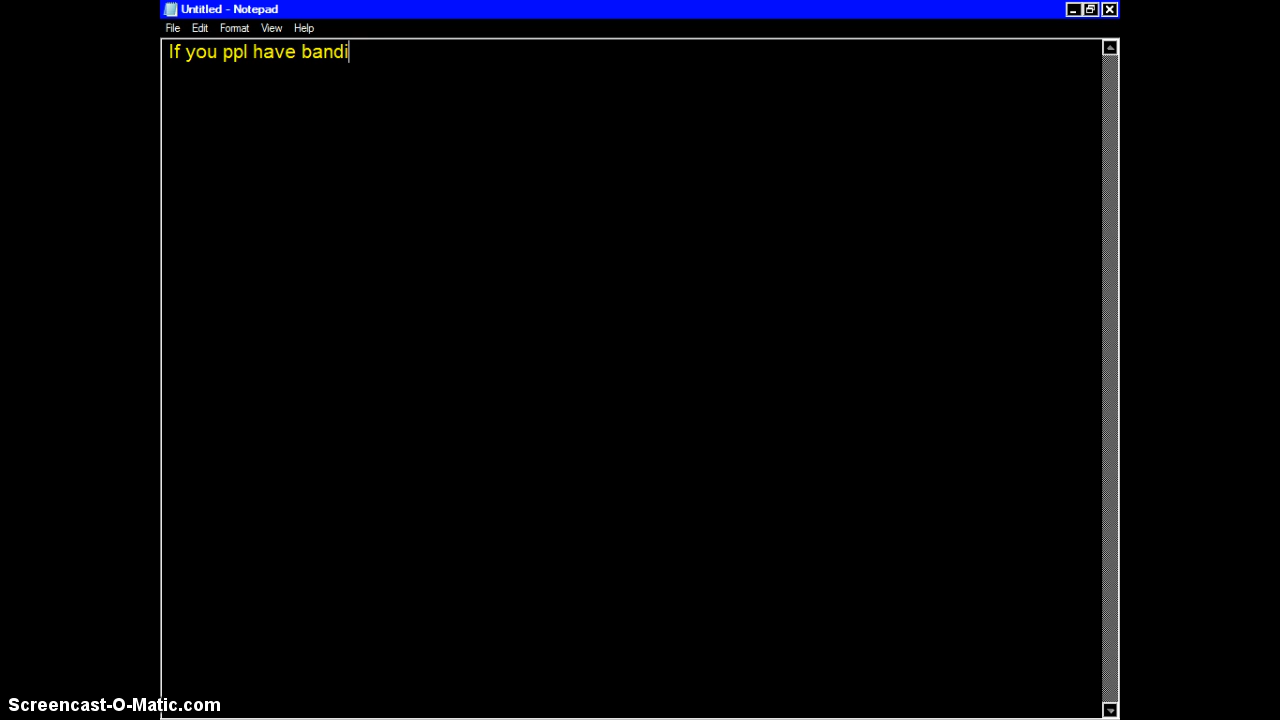 Untitled - Notepad
File Edit Format View Help
If you ppl have bandi
Screencast-O-Matic.com